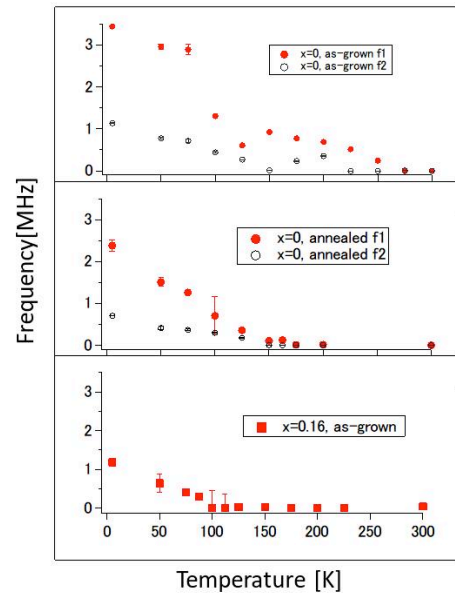 3
x=0, as-grown f1
x=0, as-grown f2
2
1
0
3
x=0, annealed f1
x=0, annealed f2
2
1
0
Frequency[MHz]
3
x=0.16, as-grown
2
1
0
0 50 100 150 200 250 300
Temperature [K]